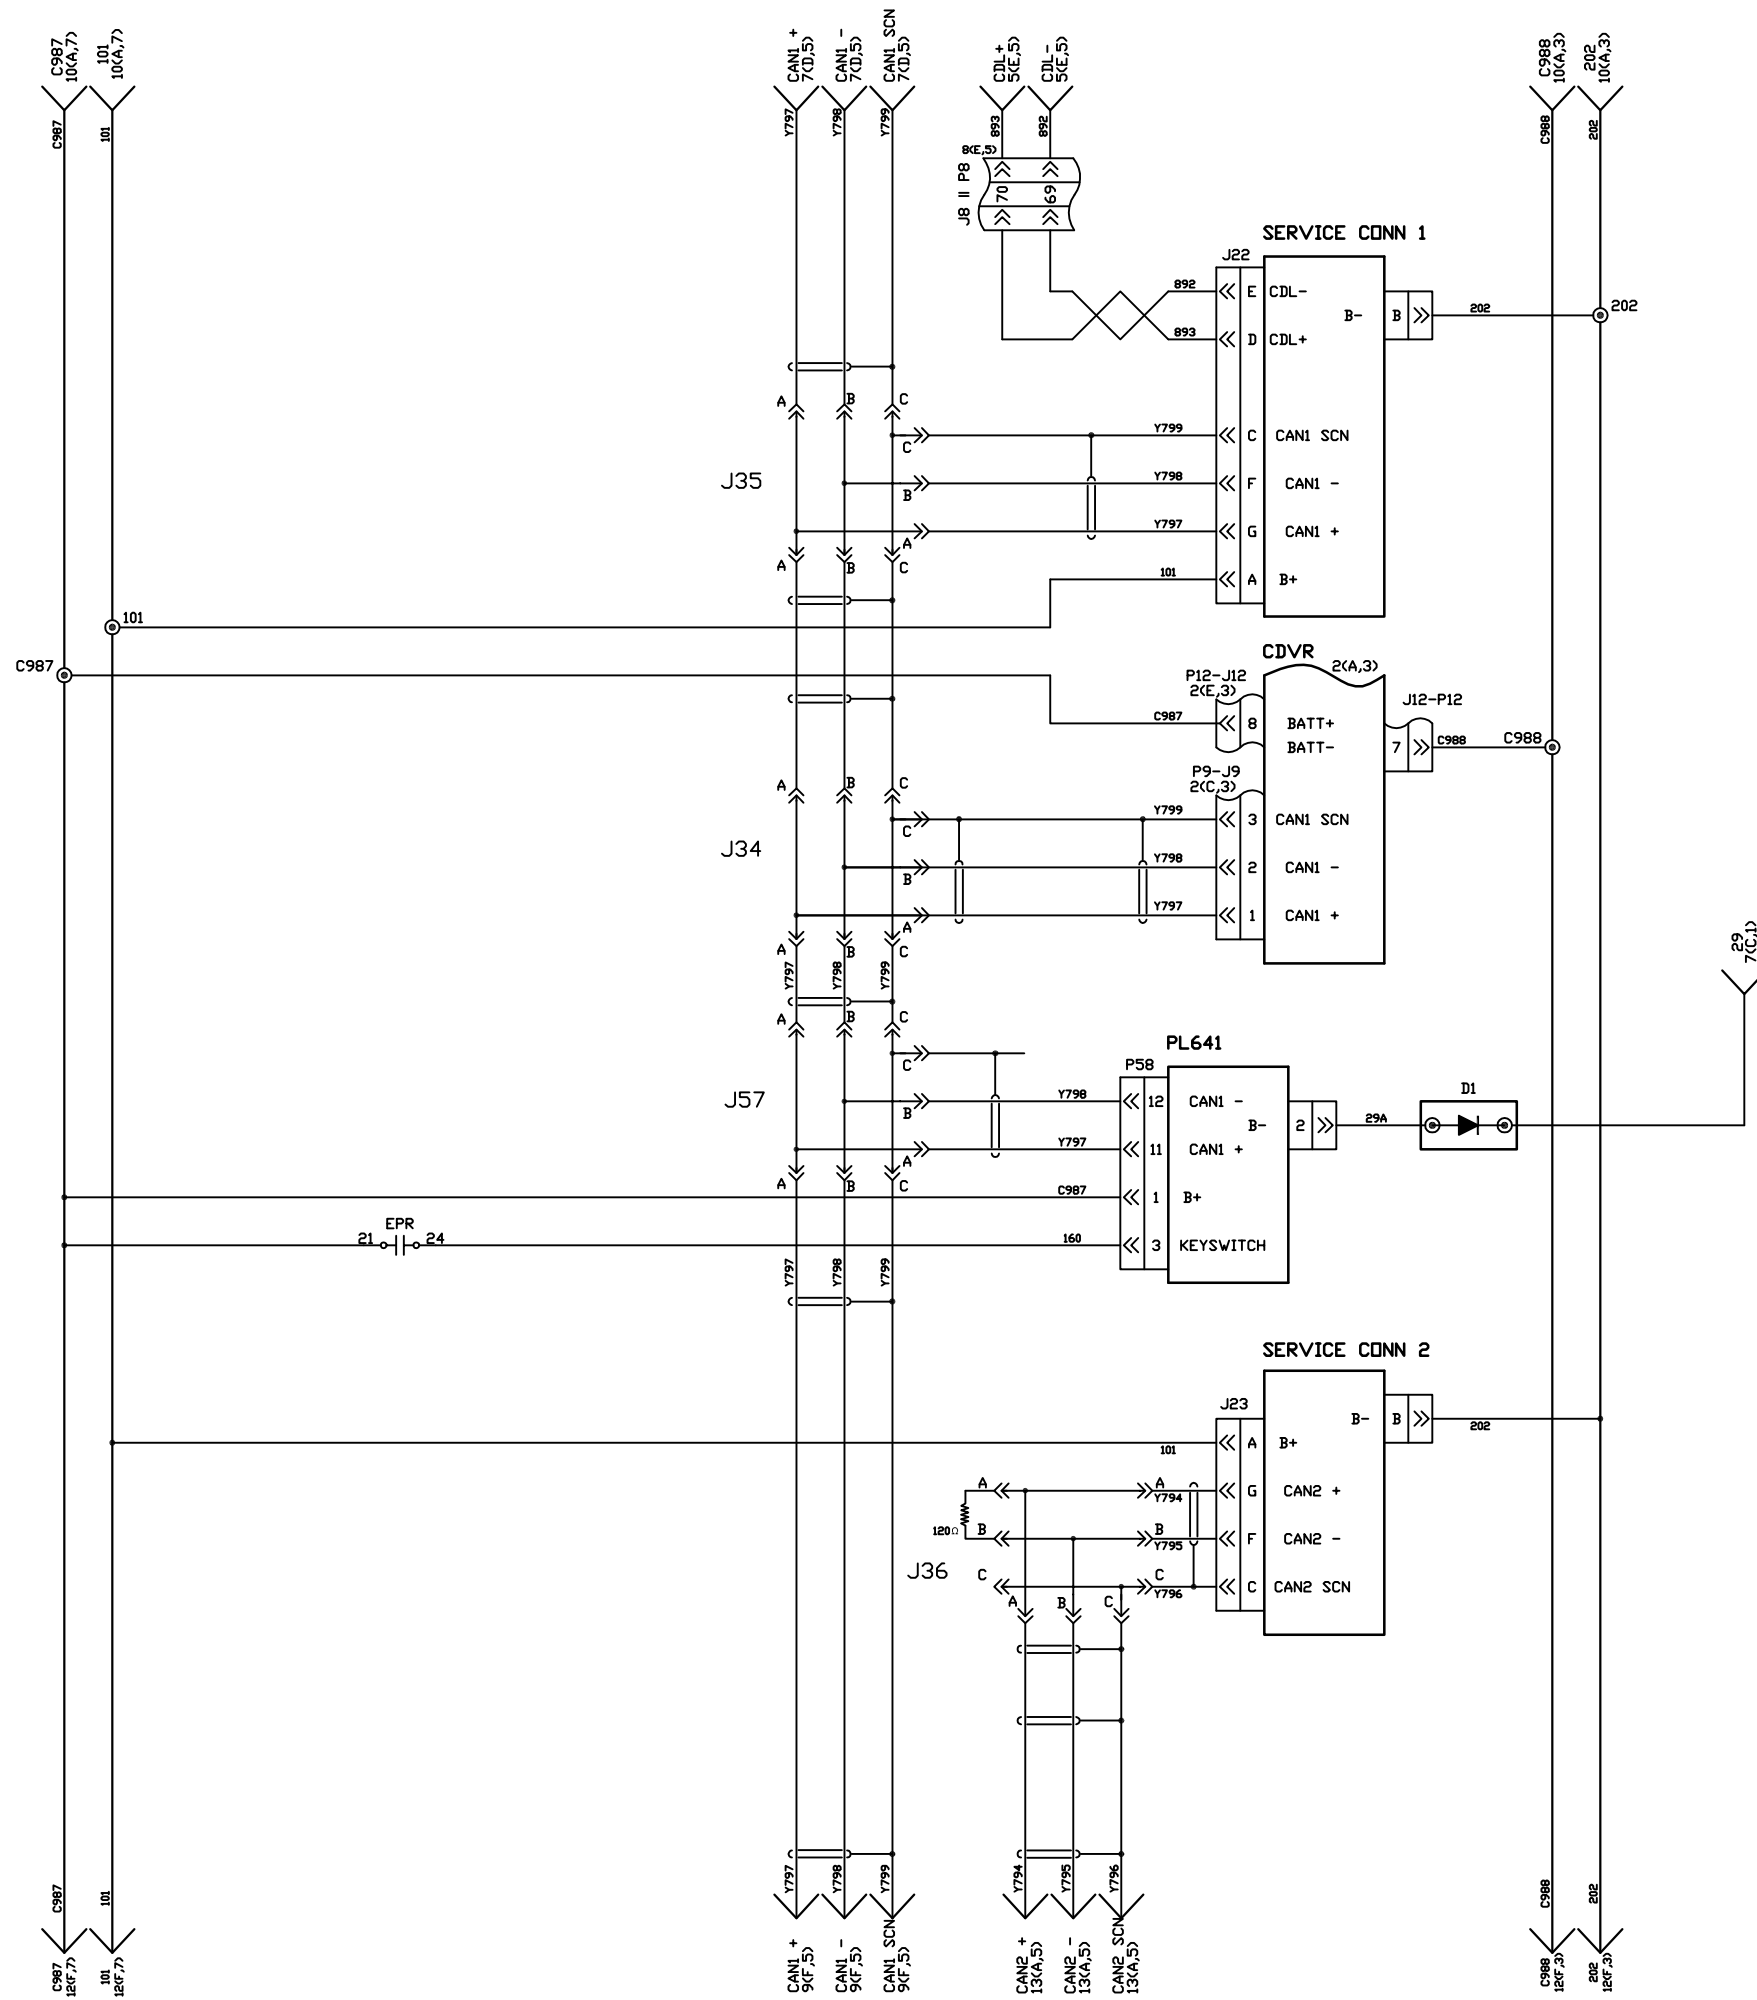 C987
10(A,7)
101
10(A,7)
CAN1 +
7(D,5)
CAN1 -
7(D,5)
CAN1 SCN
7(D,5)
CDL+
5(E,5)
CDL-
5(E,5)
C988
10(A,3)
202
10(A,3)
C987
101
Y797
Y798
Y799
893
892
C988
202
8(E,5)
J8 = P8
70
69
SERVICE CONN 1
J22
892
E
CDL-
B-
B
202
202
893
D
CDL+
A
B
C
C
Y799
C
CAN1 SCN
J35
B
Y798
F
CAN1 -
A
Y797
G
CAN1 +
A
B
C
101
A
B+
101
CDVR
2(A,3)
C987
P12-J12
2(E,3)
J12-P12
C987
8
BATT+
BATT-
7
C988
C988
P9-J9
2(C,3)
A
B
C
C
Y799
3
CAN1 SCN
J34
B
Y798
2
CAN1 -
A
Y797
1
CAN1 +
A
B
C
29
7(C,1)
Y797
Y798
Y799
A
B
C
PL641
P58
C
J57
B
Y798
12
CAN1 -
B-
2
29A
D1
A
Y797
11
CAN1 +
A
B
C
C987
1
B+
EPR
21
24
160
3
KEYSWITCH
Y797
Y798
Y799
SERVICE CONN 2
J23
B-
B
202
101
A
B+
A
A
Y794
G
CAN2 +
120Ω
B
B
Y795
F
CAN2 -
J36
C
C
Y796
C
CAN2 SCN
A
B
C
C987
101
Y797
Y798
Y799
Y794
Y795
Y796
C988
202
C987
12(F,7)
101
12(F,7)
CAN1 +
9(F,5)
CAN1 -
9(F,5)
CAN1 SCN
9(F,5)
CAN2 +
13(A,5)
CAN2 -
13(A,5)
CAN2 SCN
13(A,5)
C988
12(F,3)
202
12(F,3)